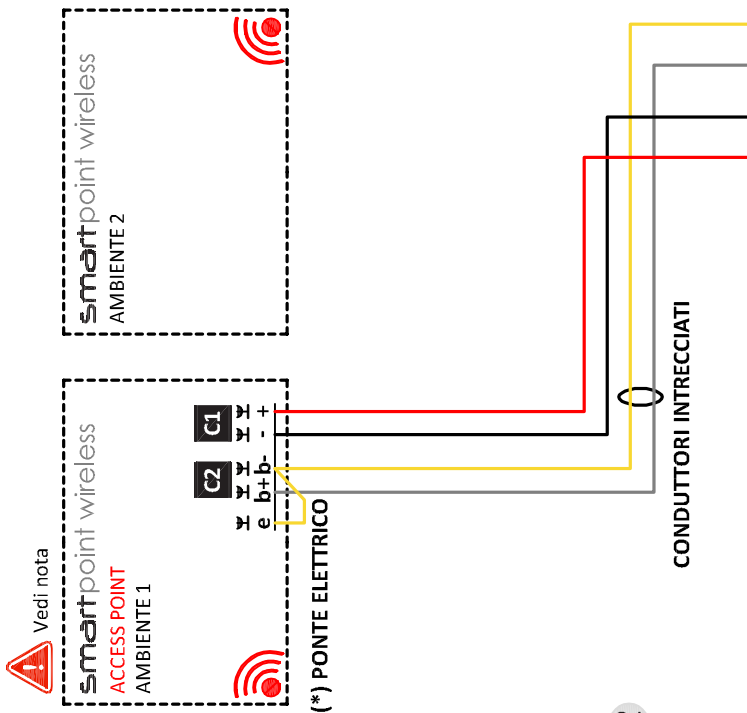 smartpoint wireless
AMBIENTE 2
Vedi nota
smartpoint wireless
ACCESS POINT
AMBIENTE 1
C1
+
-
C2
b-
b+
e
(*) PONTE ELETTRICO
CONDUTTORI INTRECCIATI